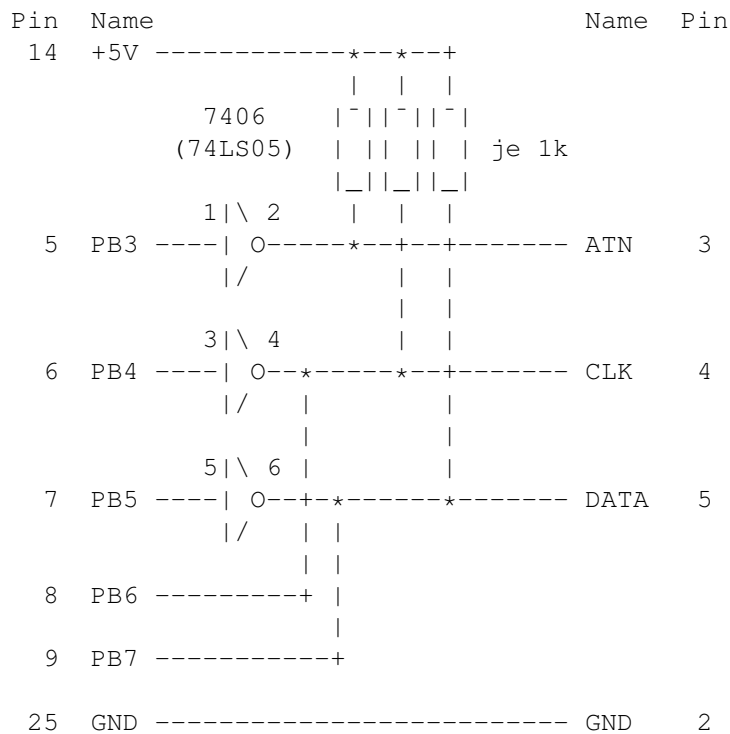 Pin Name Name Pin
14 +5V ------------*--*--+
| | |
7406 |¯||¯||¯|
(74LS05) | || || | je 1k
|_||_||_|
1|\ 2 | | |
5 PB3 ----| O-----*--+--+------- ATN 3
|/ | |
| |
3|\ 4 | |
6 PB4 ----| O--*-----*--+------- CLK 4
|/ | |
| |
5|\ 6 | |
7 PB5 ----| O--+-*------*------- DATA 5
|/ | |
| |
8 PB6 ---------+ |
|
9 PB7 -----------+
25 GND -------------------------- GND 2